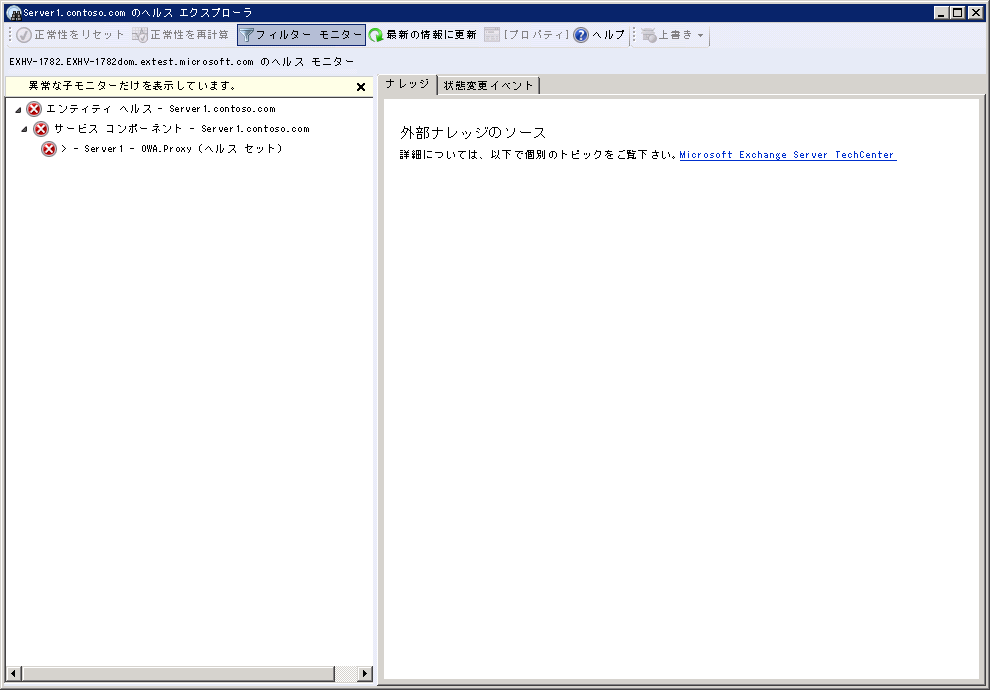 Server1.contoso.com のヘルス エクスプローラ
正常性をリセット 正常性を再計算 フィルター モニター 最新の情報に更新 [プロパティ] ヘルプ 上書き
EXHV-1782.EXHV-1782dom.extest.microsoft.com のヘルス モニター
異常な子モニターだけを表示しています。
エンティティ ヘルス - Server1.contoso.com
サービス コンポーネント - Server1.contoso.com
> - Server1 - OWA.Proxy (ヘルス セット)
ナレッジ 状態変更イベント
外部ナレッジのソース
詳細については、以下で個別のトピックをご覧下さい。Microsoft Exchange Server TechCenter